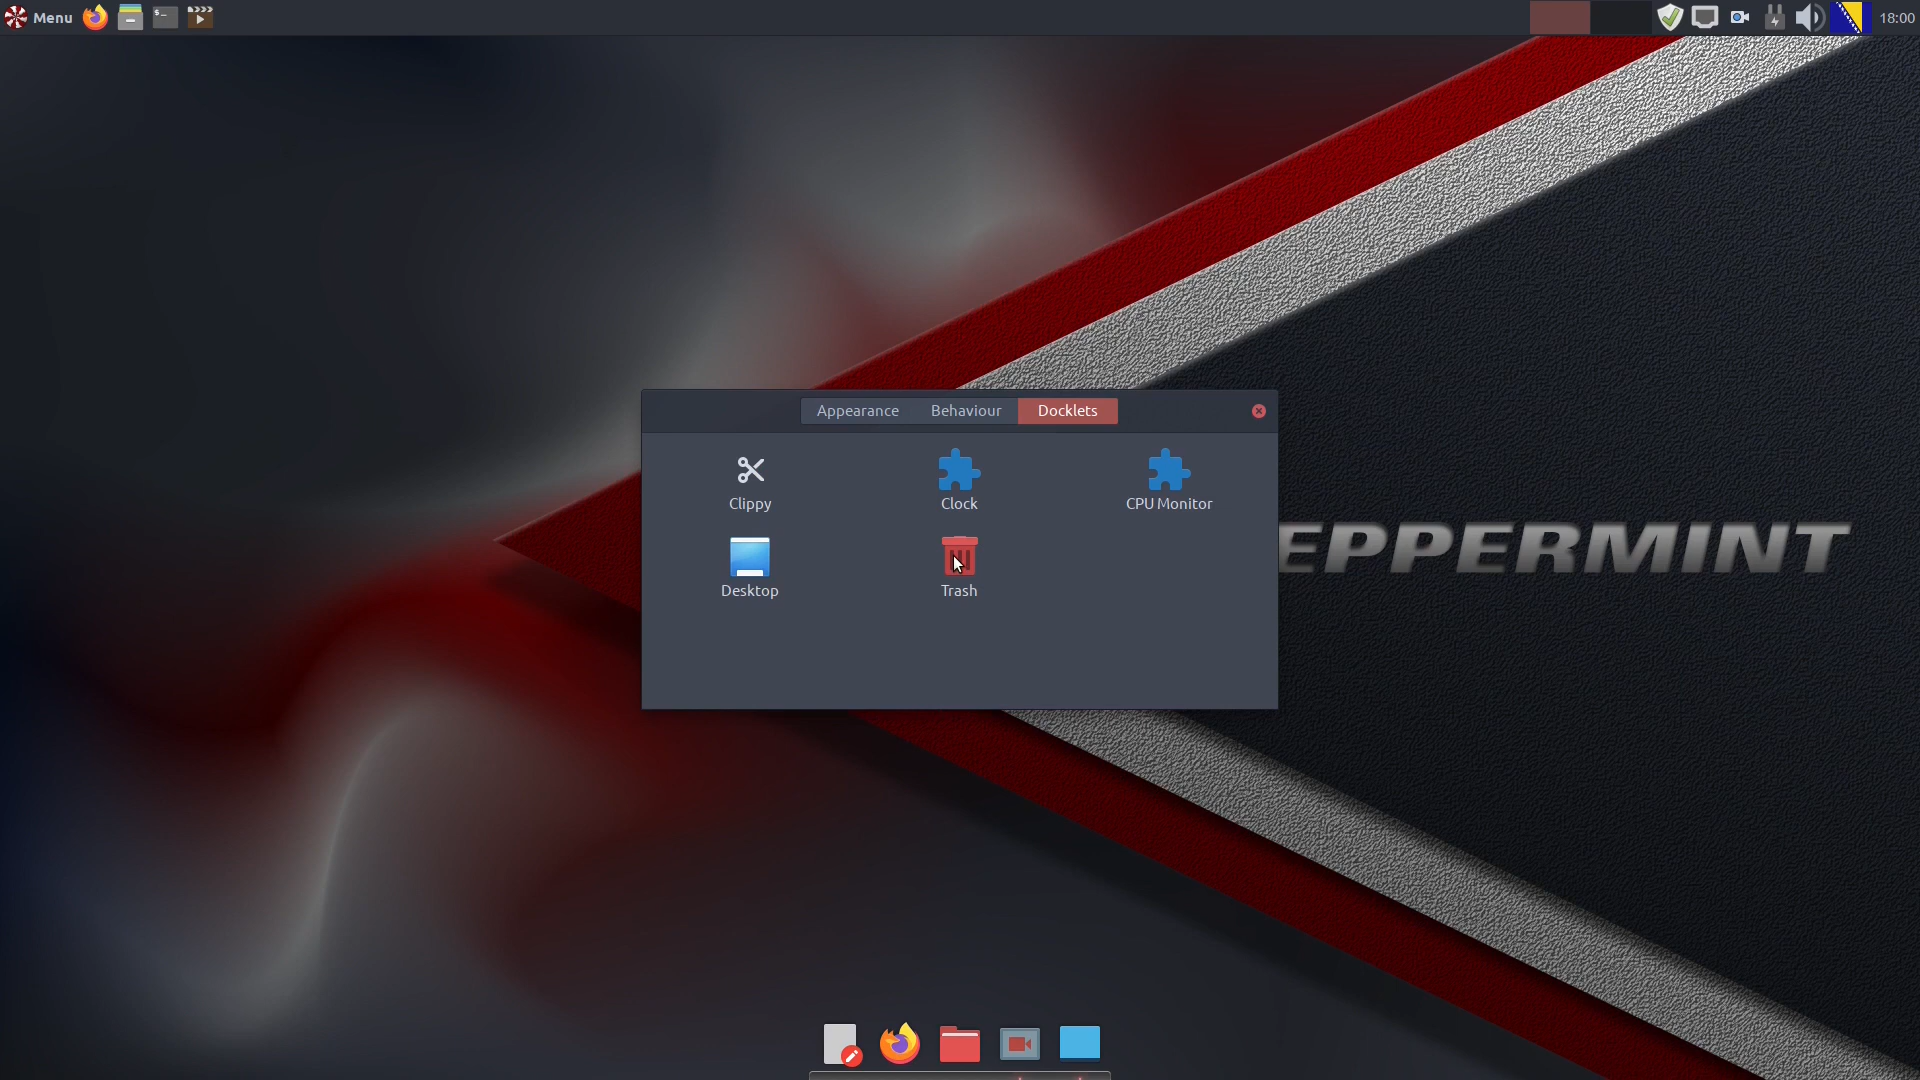 Menu
18:00
Appearance Behaviour Docklets
Clippy Clock CPU Monitor
Desktop Trash
EPPERMINT